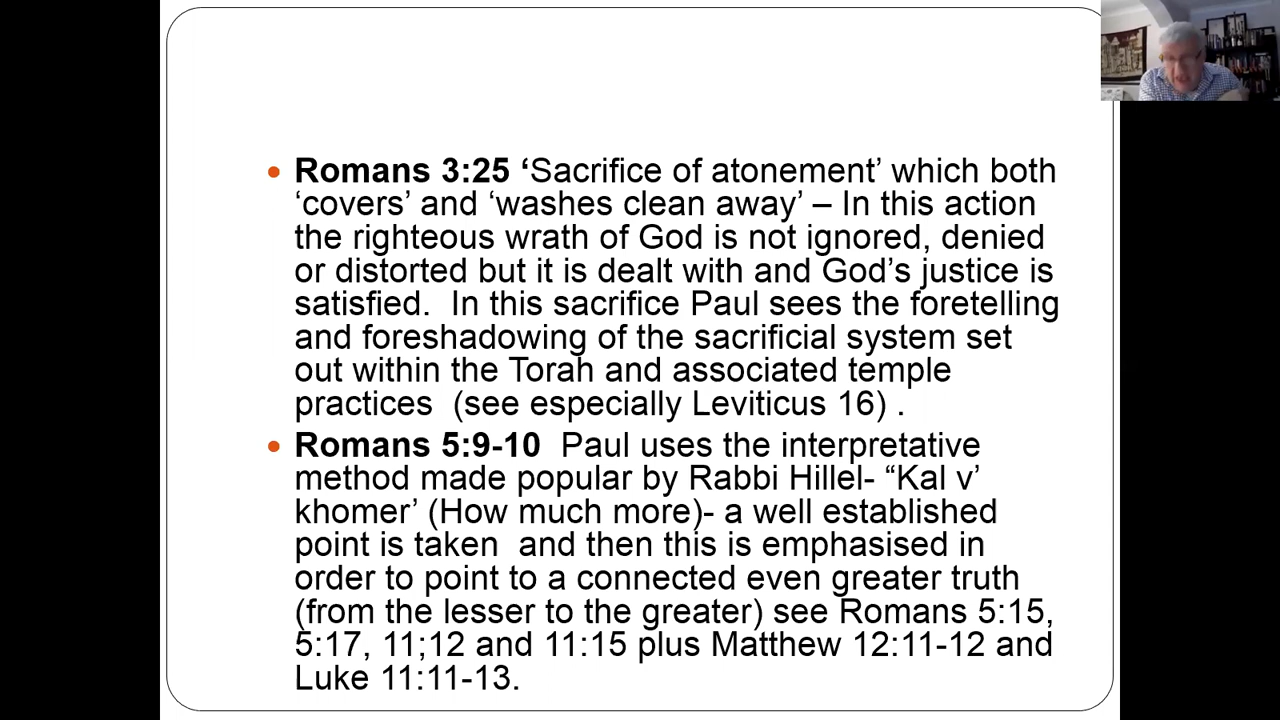 Romans 3:25 ‘Sacrifice of atonement’ which both
‘covers’ and ‘washes clean away’ – In this action
the righteous wrath of God is not ignored, denied
or distorted but it is dealt with and God’s justice is
satisfied.  In this sacrifice Paul sees the foretelling
and foreshadowing of the sacrificial system set
out within the Torah and associated temple
practices  (see especially Leviticus 16) .
Romans 5:9-10  Paul uses the interpretative
method made popular by Rabbi Hillel- “Kal v’
khomer’ (How much more)- a well established
point is taken  and then this is emphasised in
order to point to a connected even greater truth
(from the lesser to the greater) see Romans 5:15,
5:17, 11;12 and 11:15 plus Matthew 12:11-12 and
Luke 11:11-13.